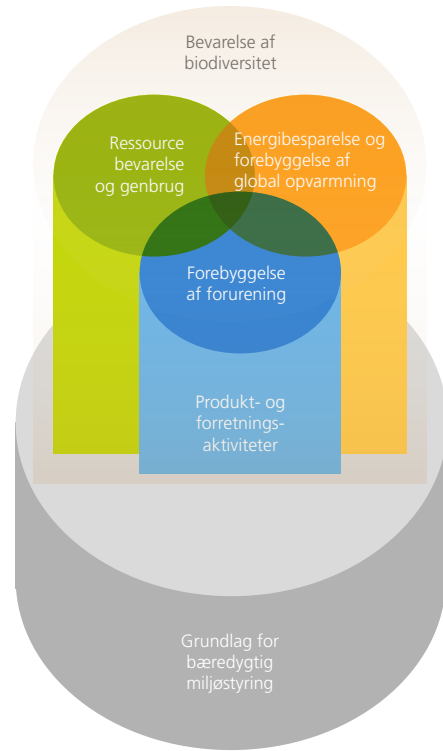 Bevarelse af
biodiversitet
Ressource
bevarelse
og genbrug
Energibesparelse og
forebyggelse af
global opvarmning
Forebyggelse
af forurening
Produkt- og
forretnings-
aktiviteter
Grundlag for
bæredygtig
miljøstyring